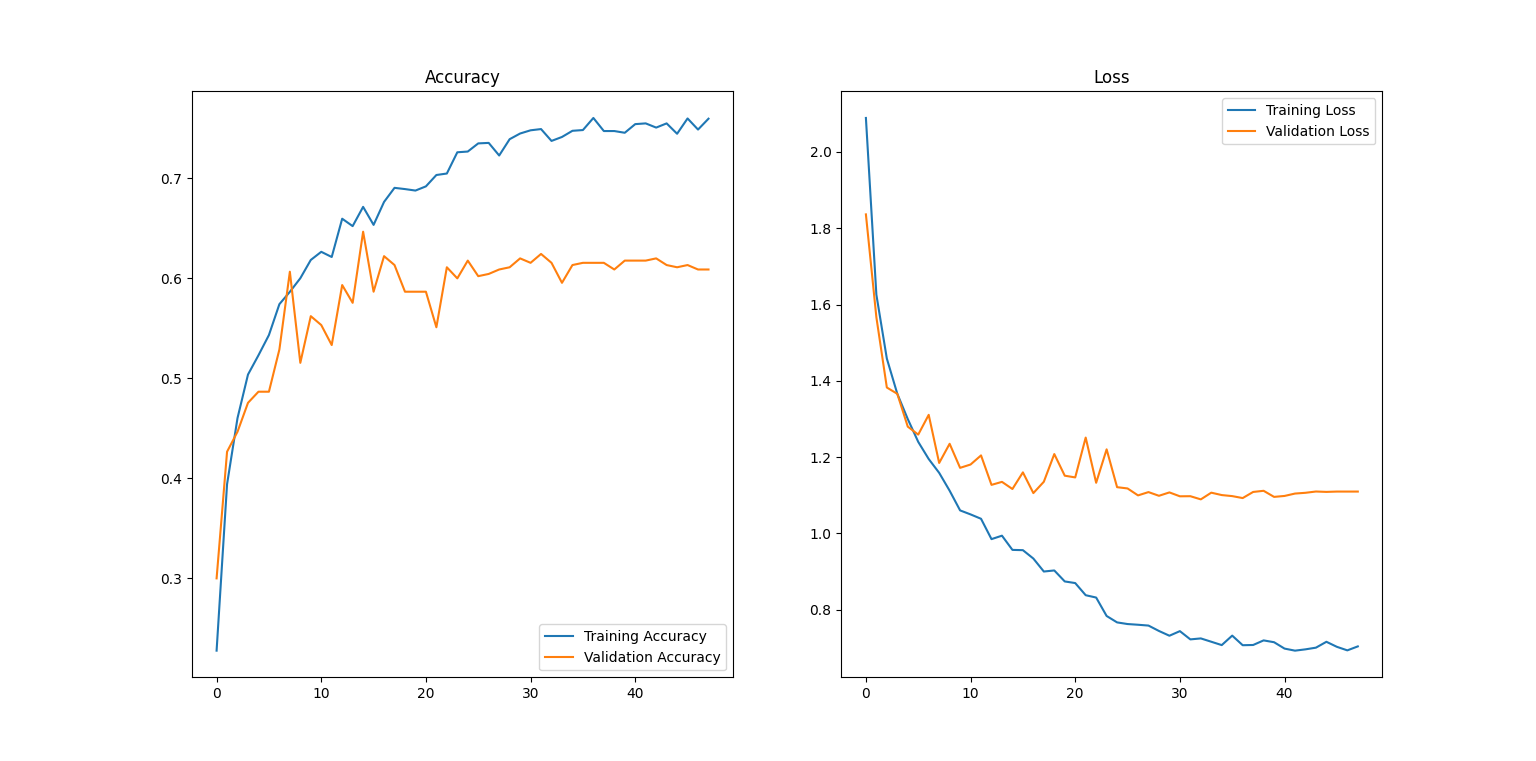 Accuracy
0.7
0.6
0.5
0.4
0.3
0 10 20 30 40
Training Accuracy
Validation Accuracy
Loss
2.0
1.8
1.6
1.4
1.2
1.0
0.8
0 10 20 30 40
Training Loss
Validation Loss